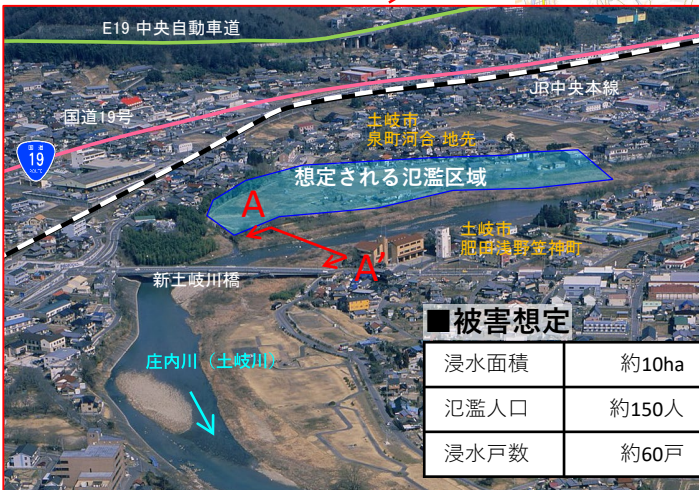 E19 中央自動車道
国道19号
国道
19
ROUTE
JR中央本線
土岐市
泉町河合 地先
想定される氾濫区域
A
A'
土岐市
肥田浅野笠神町
新土岐川橋
庄内川（土岐川）
■被害想定
浸水面積 約10ha
氾濫人口 約150人
浸水戸数 約60戸